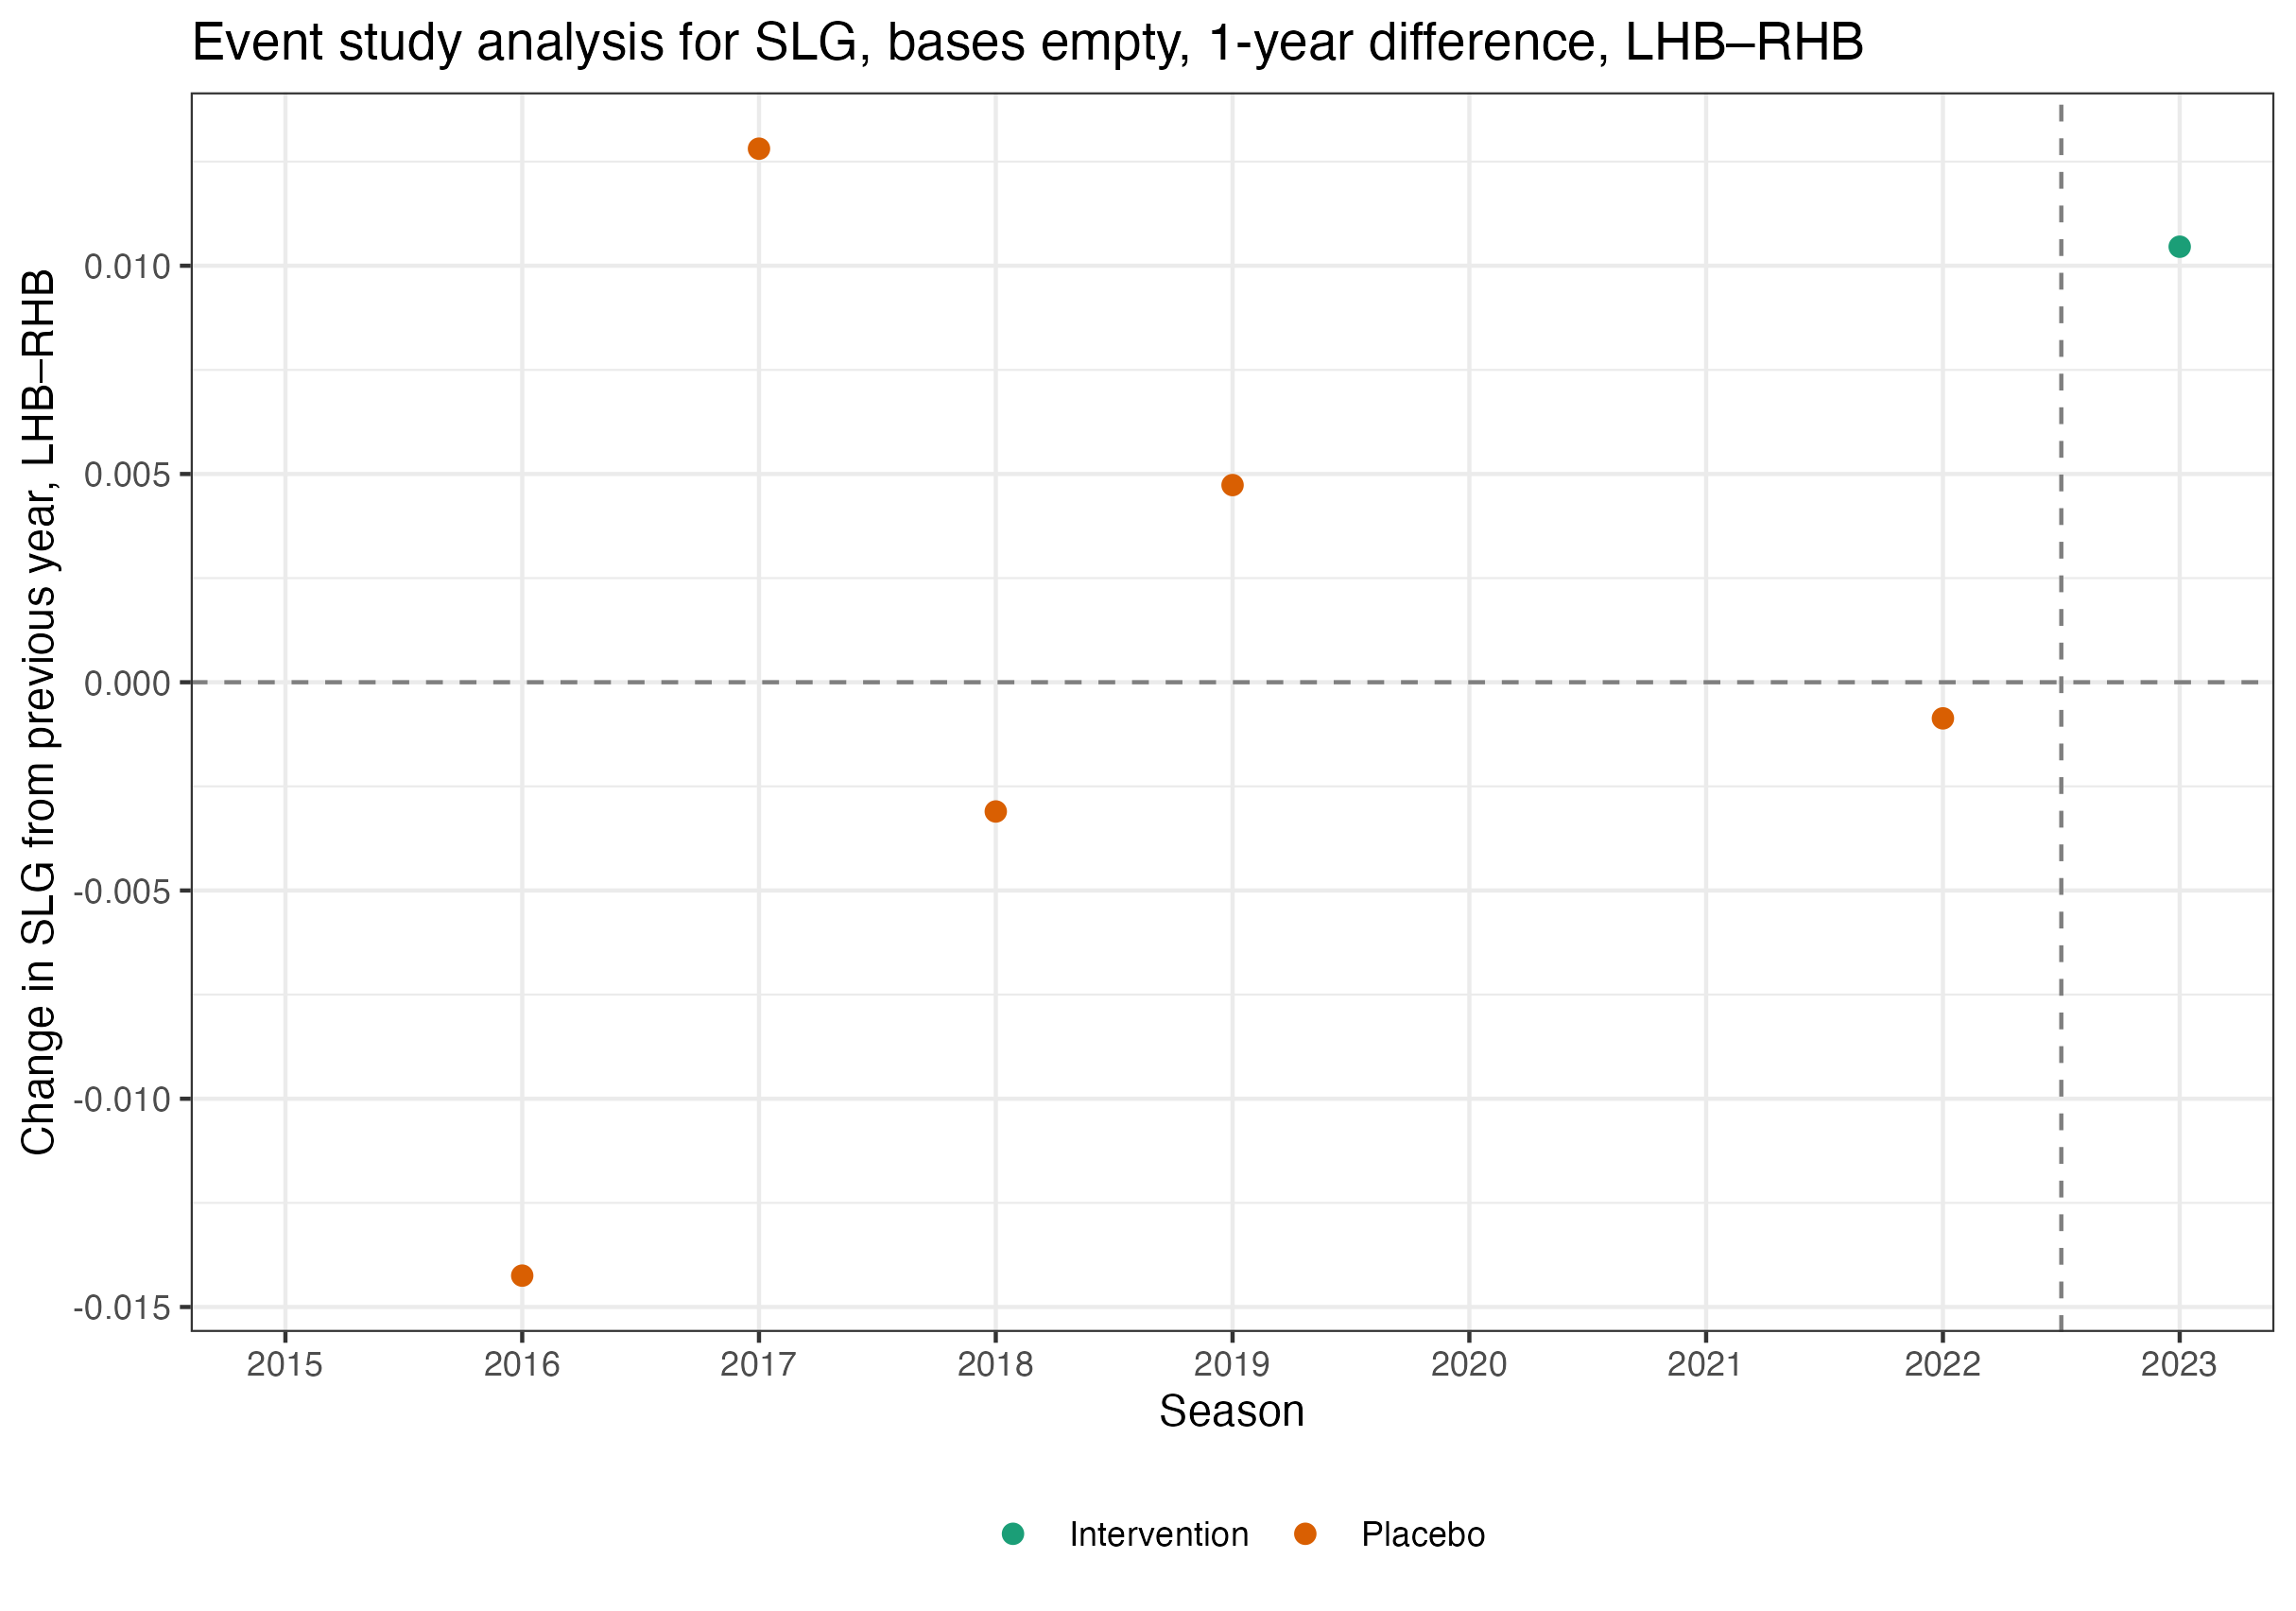 Event study analysis for SLG, bases empty, 1-year difference, LHB–RHB
Change in SLG from previous year, LHB–RHB
0.010
0.005
0.000
-0.005
-0.010
-0.015
2015 2016 2017 2018 2019 2020 2021 2022 2023
Season
Intervention Placebo